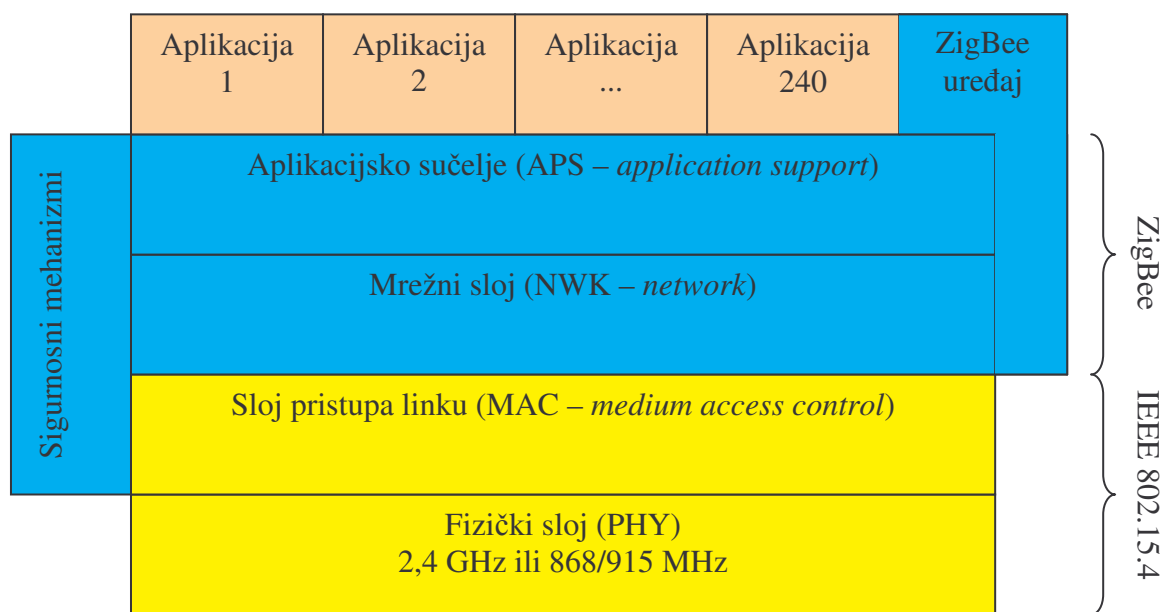 Aplikacija
1
Aplikacija
2
Aplikacija
...
Aplikacija
240
ZigBee
uređaj
Sigurnosni mehanizmi
Aplikacijsko sučelje (APS – application support)
Mrežni sloj (NWK – network)
Sloj pristupa linku (MAC – medium access control)
Fizički sloj (PHY)
2,4 GHz ili 868/915 MHz
ZigBee
IEEE 802.15.4